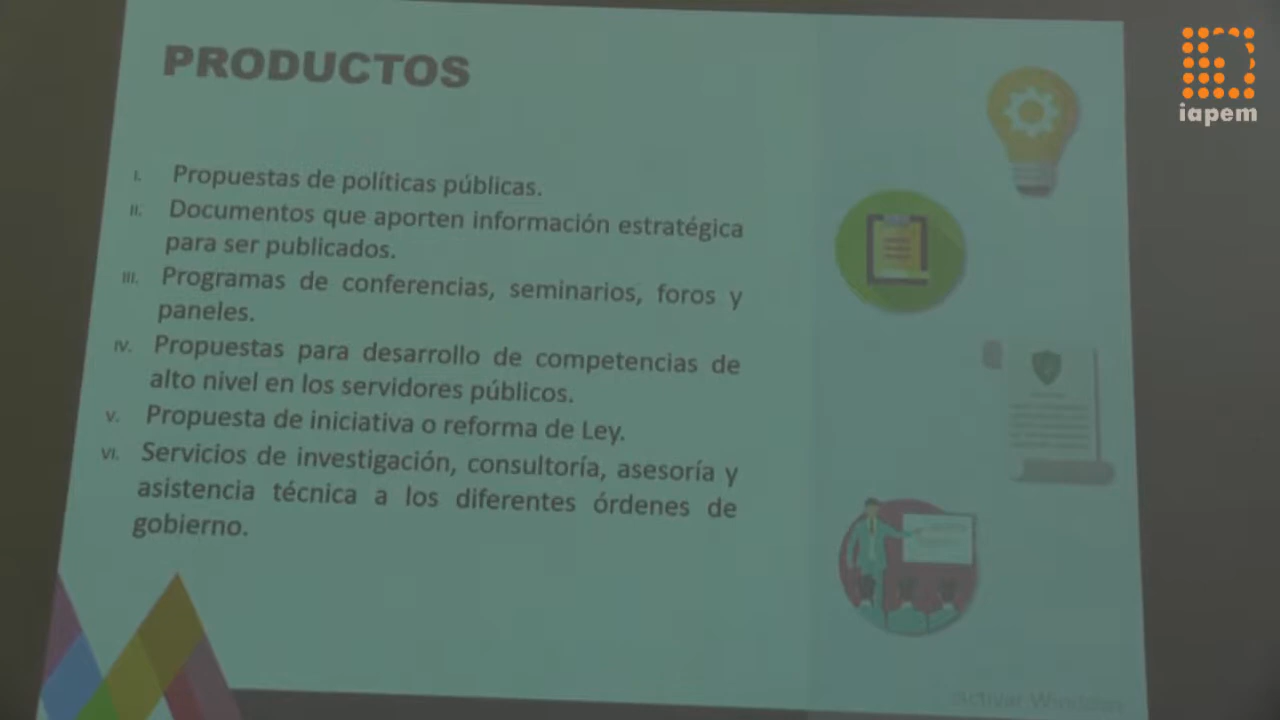 PRODUCTOS
iapem
I. Propuestas de políticas públicas.
II. Documentos que aporten información estratégica
para ser publicados.
III. Programas de conferencias, seminarios, foros y
paneles.
IV. Propuestas para desarrollo de competencias de
alto nivel en los servidores públicos.
V. Propuesta de iniciativa o reforma de Ley.
VI. Servicios de investigación, consultoría, asesoría y
asistencia técnica a los diferentes órdenes de
gobierno.
Activar Windows